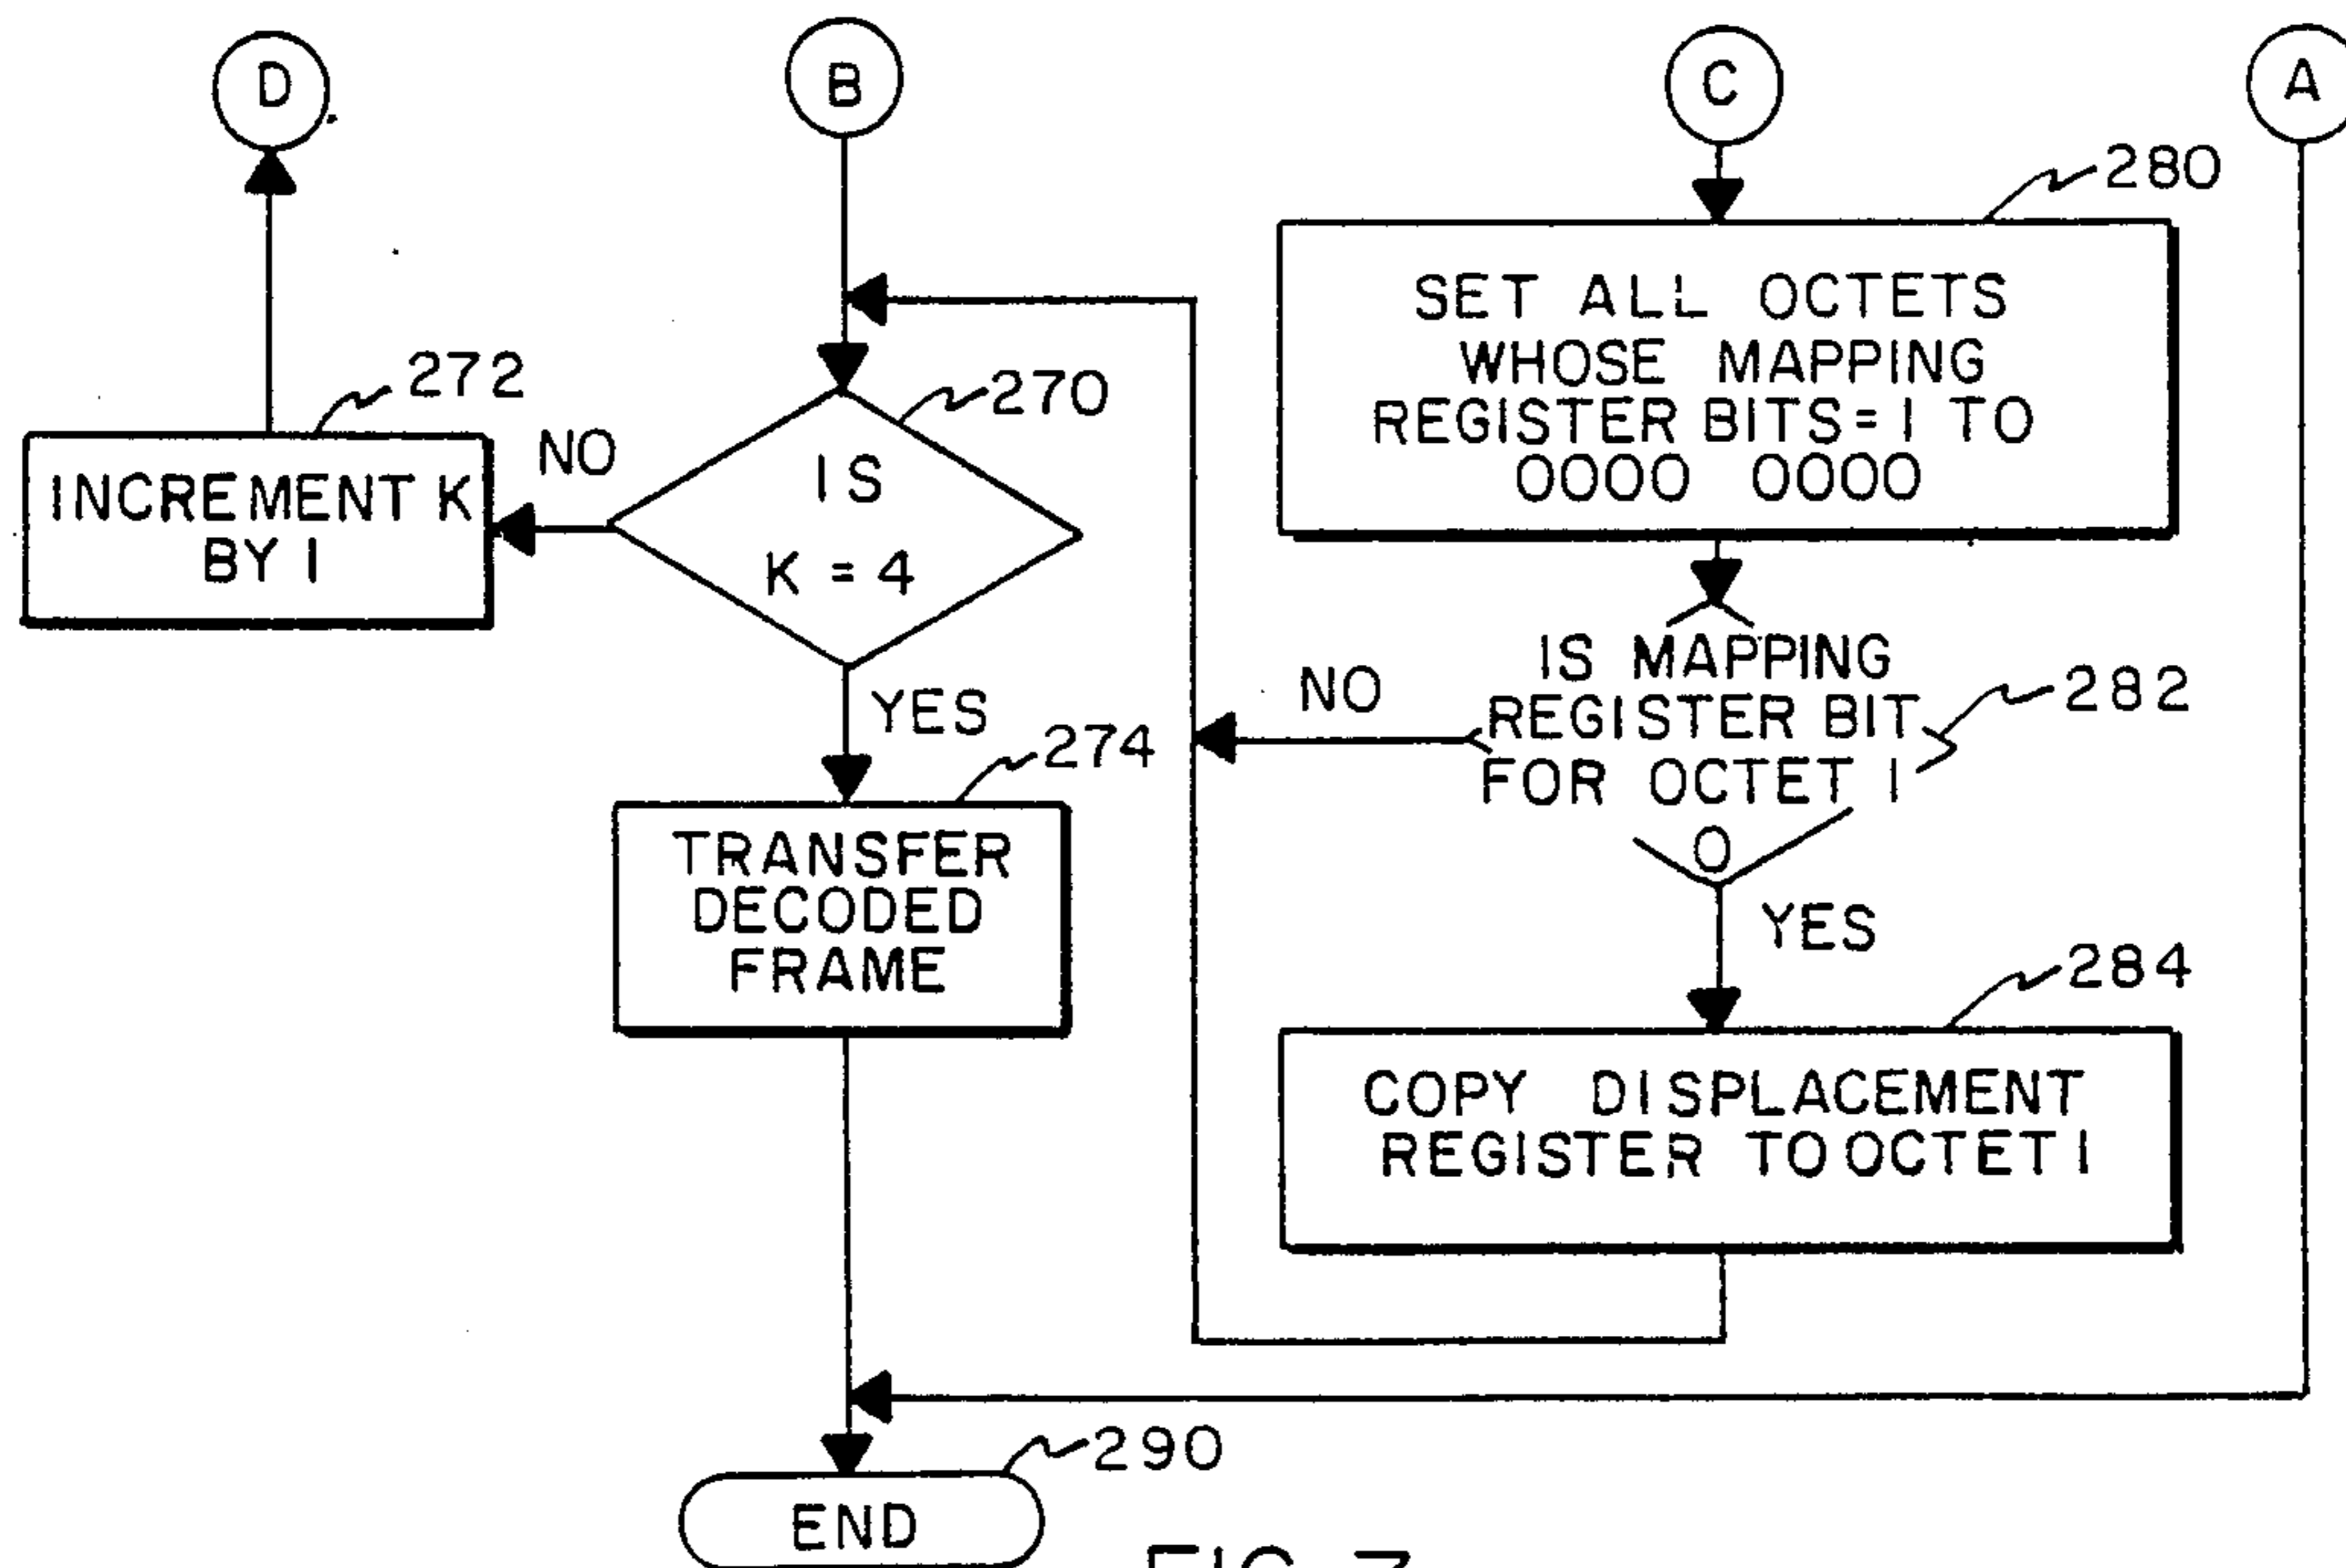 D
B
C
A
280
SET ALL OCTETS
WHOSE MAPPING
REGISTER BITS = 1 TO
0000 0000
272
INCREMENT K
BY 1
NO
270
IS
K = 4
YES
274
TRANSFER
DECODED
FRAME
NO
IS MAPPING
REGISTER BIT
FOR OCTET 1
0
282
YES
284
COPY DISPLACEMENT
REGISTER TO OCTET 1
290
END